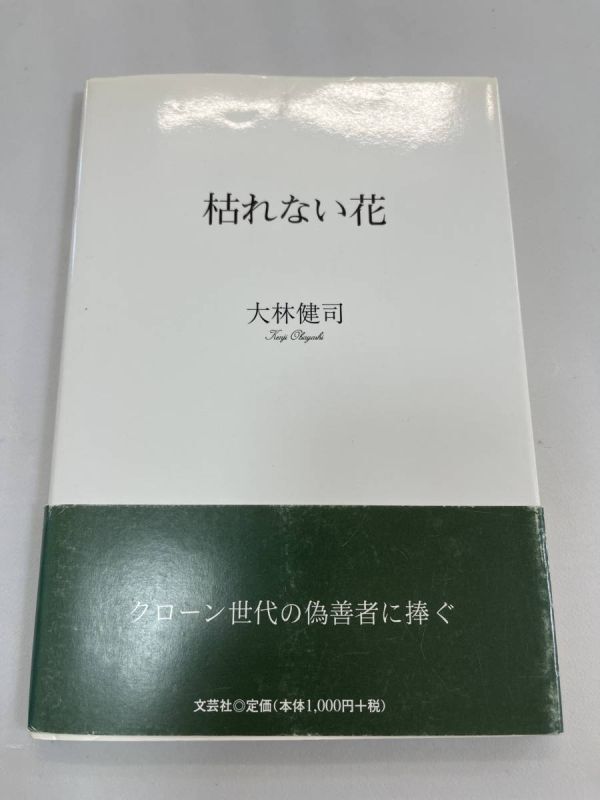 枯れない花
大林健司
Kenji Obayashi
クローン世代の偽善者に捧ぐ
文芸社◎定価(本体1,000円+税)